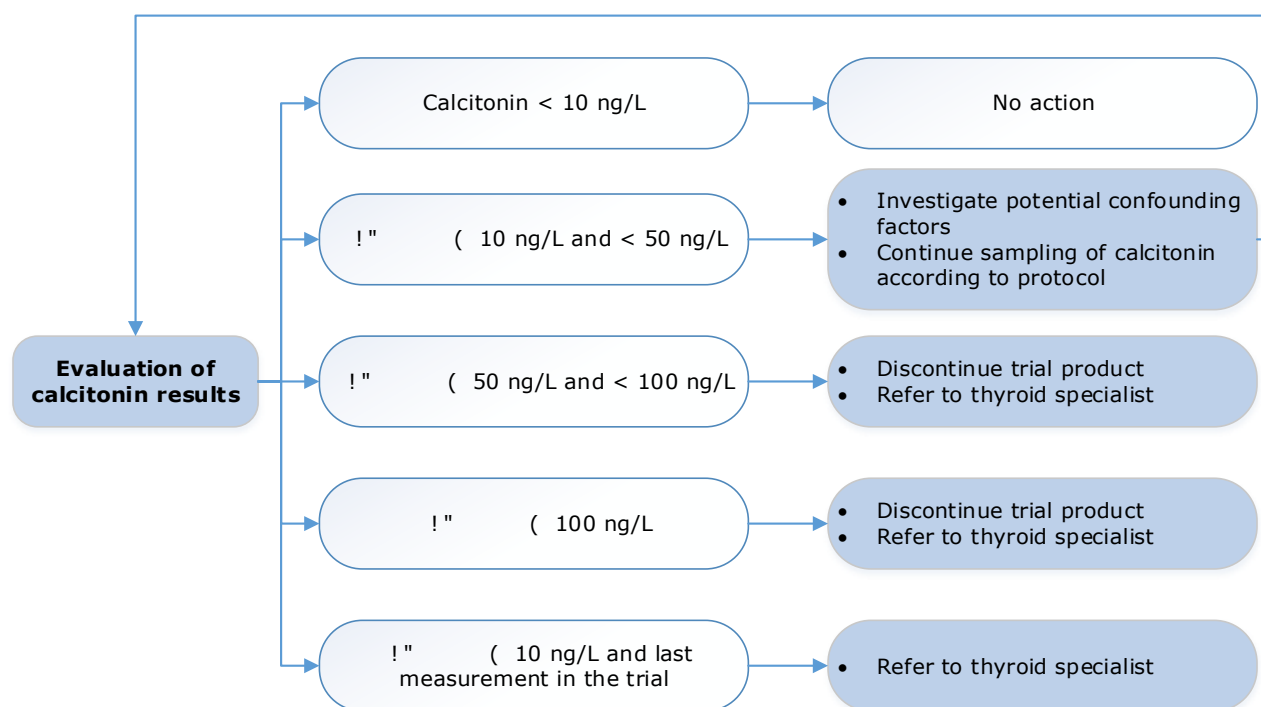 Calcitonin < 10 ng/L
No action
!" ( 10 ng/L and < 50 ng/L
• Investigate potential confounding
factors
• Continue sampling of calcitonin
according to protocol
Evaluation of
calcitonin results
!" ( 50 ng/L and < 100 ng/L
• Discontinue trial product
• Refer to thyroid specialist
!" ( 100 ng/L
• Discontinue trial product
• Refer to thyroid specialist
!" ( 10 ng/L and last
measurement in the trial
• Refer to thyroid specialist